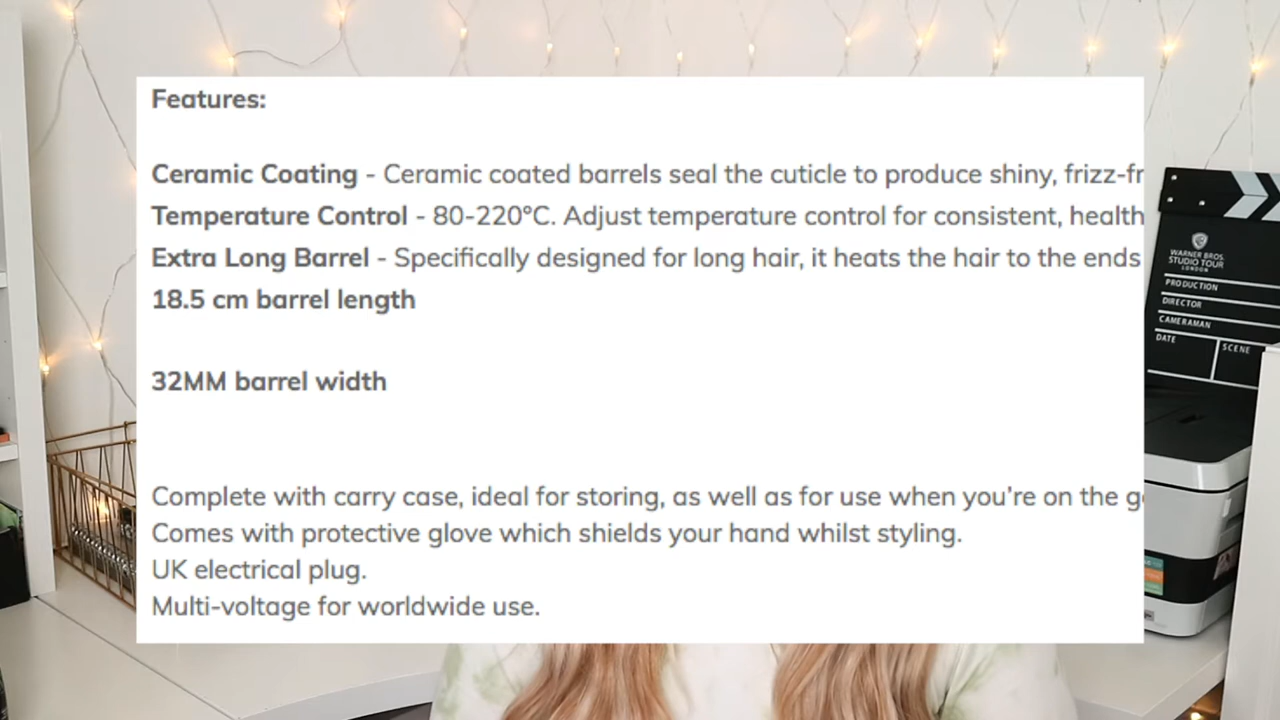 Features:
Ceramic Coating - Ceramic coated barrels seal the cuticle to produce shiny, frizz-fr
Temperature Control - 80-220°C. Adjust temperature control for consistent, health
Extra Long Barrel - Specifically designed for long hair, it heats the hair to the ends
18.5 cm barrel length
32MM barrel width
Complete with carry case, ideal for storing, as well as for use when you're on the g
Comes with protective glove which shields your hand whilst styling.
UK electrical plug.
Multi-voltage for worldwide use.
WARNER BROS.
STUDIO TOUR
LONDON
PRODUCTION
DIRECTOR
CAMERAMAN
DATE
SCENE